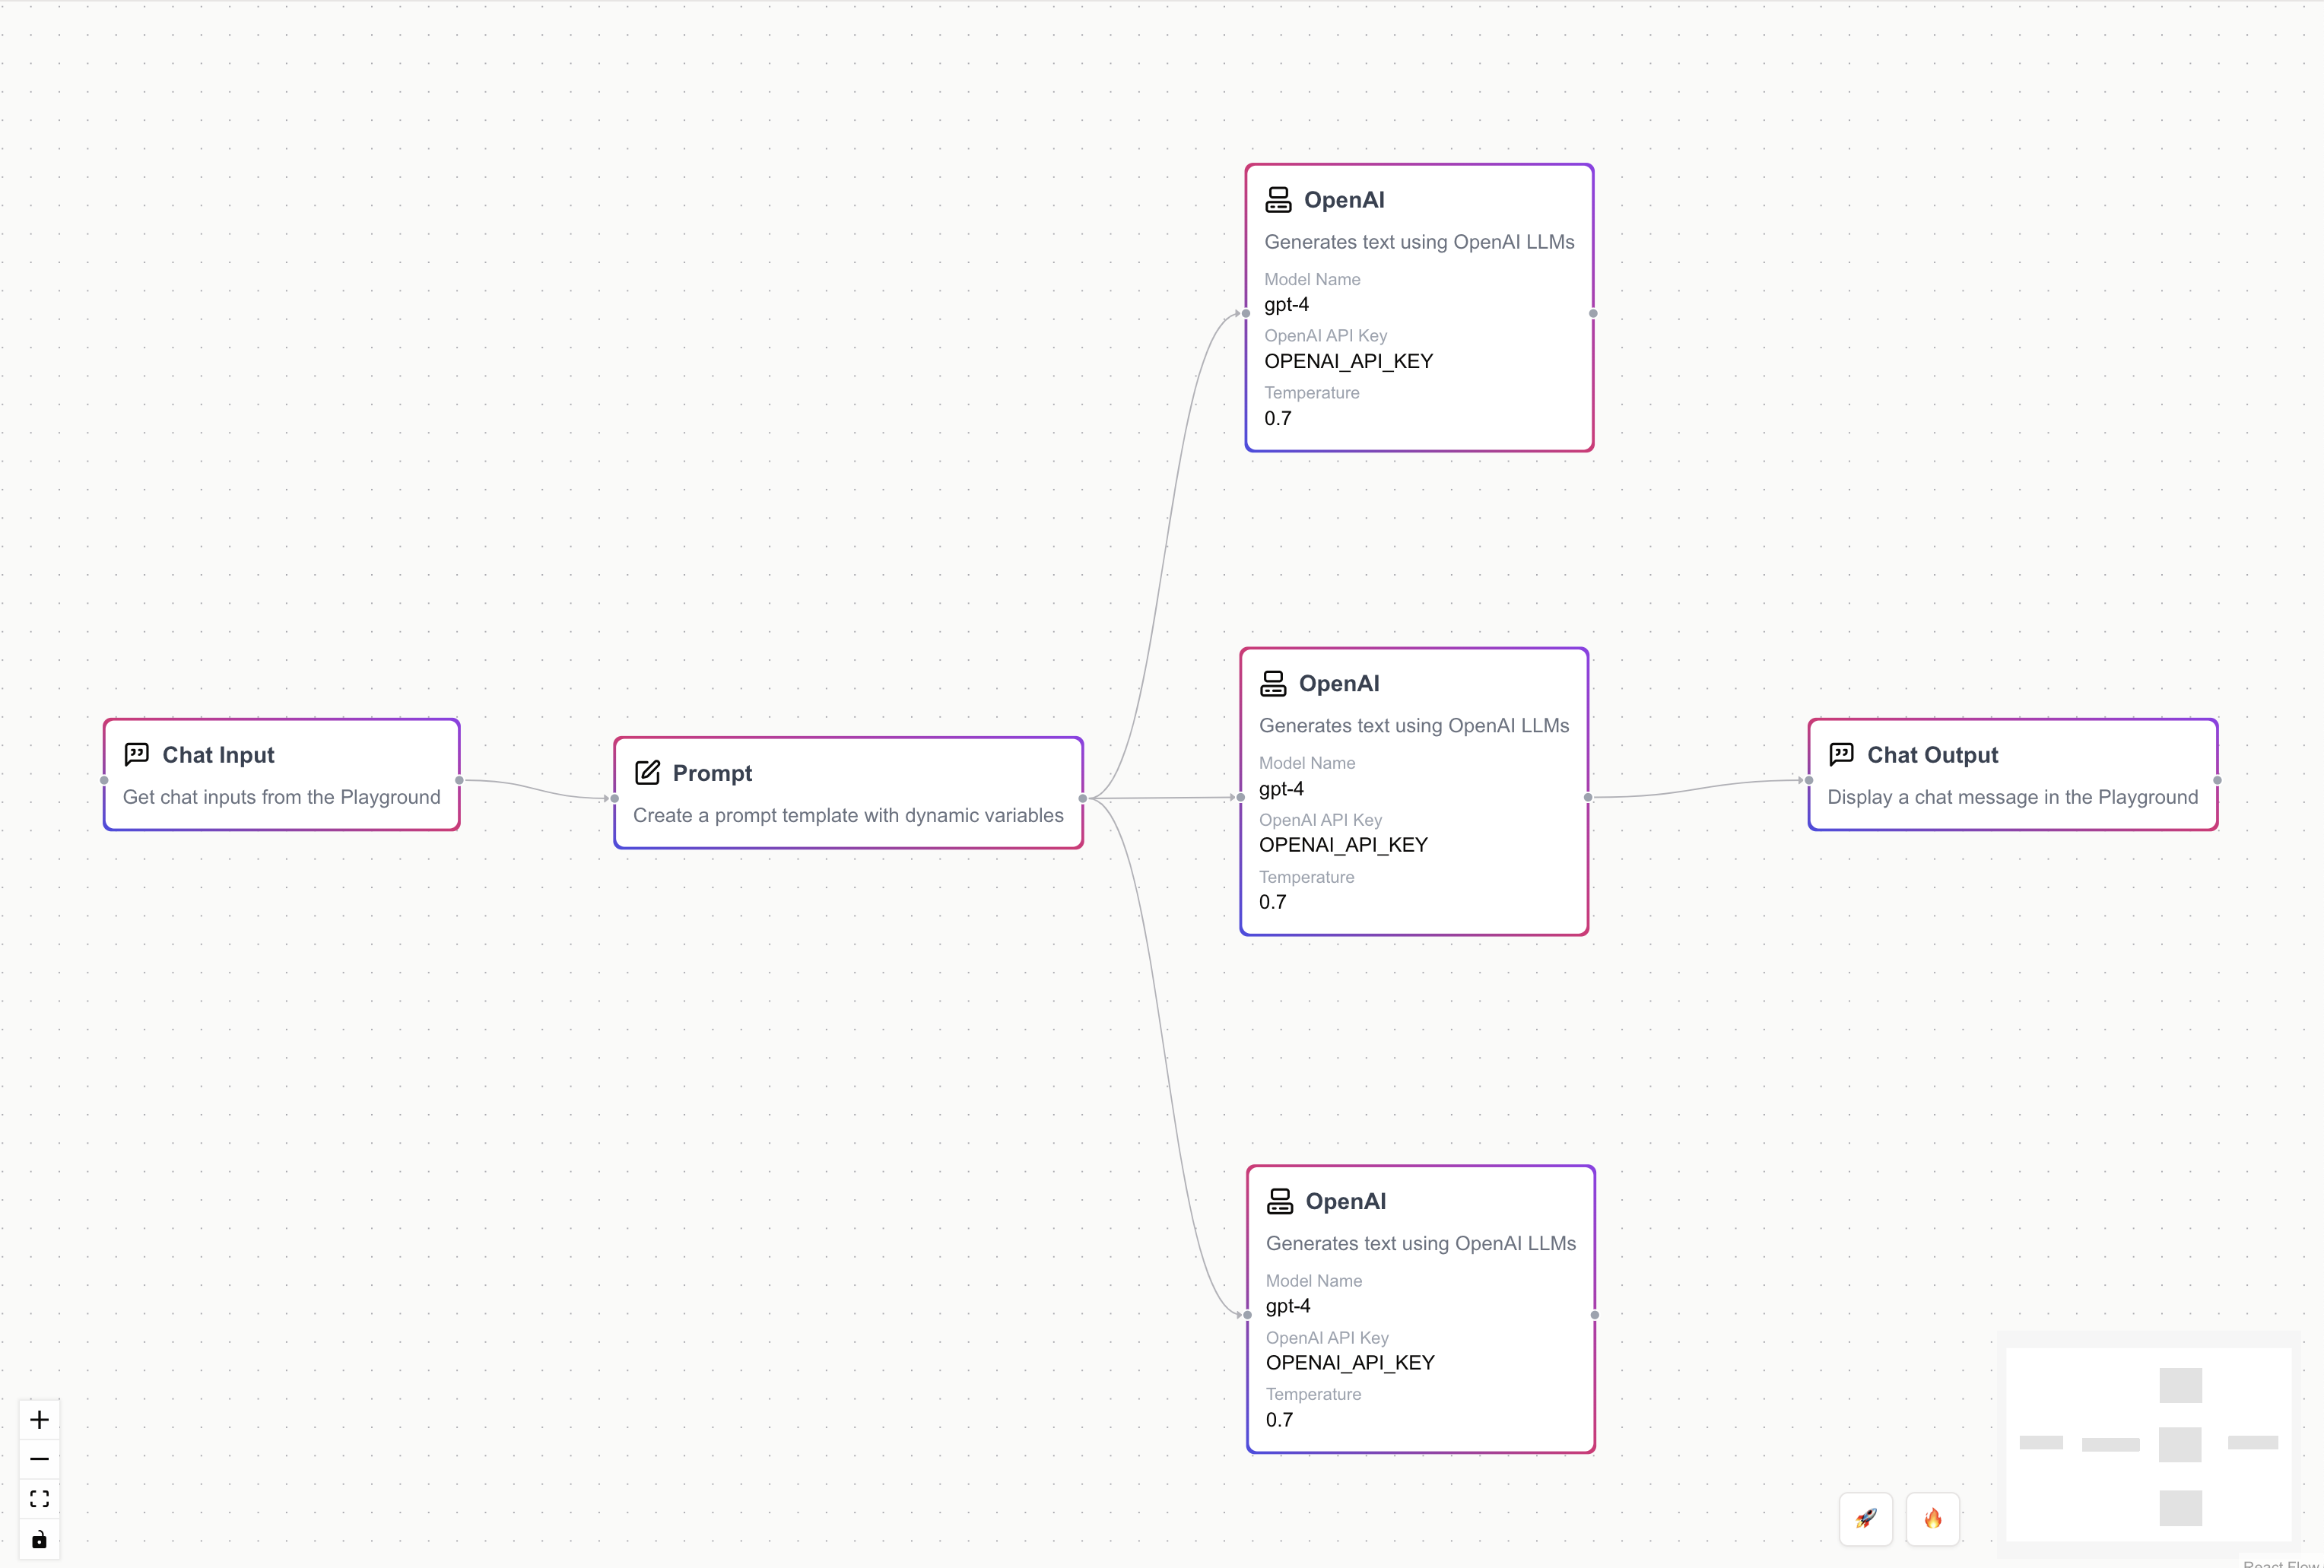 OpenAI
Generates text using OpenAI LLMs
Model Name
gpt-4
OpenAI API Key
OPENAI_API_KEY
Temperature
0.7
Chat Input
Get chat inputs from the Playground
Prompt
Create a prompt template with dynamic variables
OpenAI
Generates text using OpenAI LLMs
Model Name
gpt-4
OpenAI API Key
OPENAI_API_KEY
Temperature
0.7
Chat Output
Display a chat message in the Playground
OpenAI
Generates text using OpenAI LLMs
Model Name
gpt-4
OpenAI API Key
OPENAI_API_KEY
Temperature
0.7
React Flow